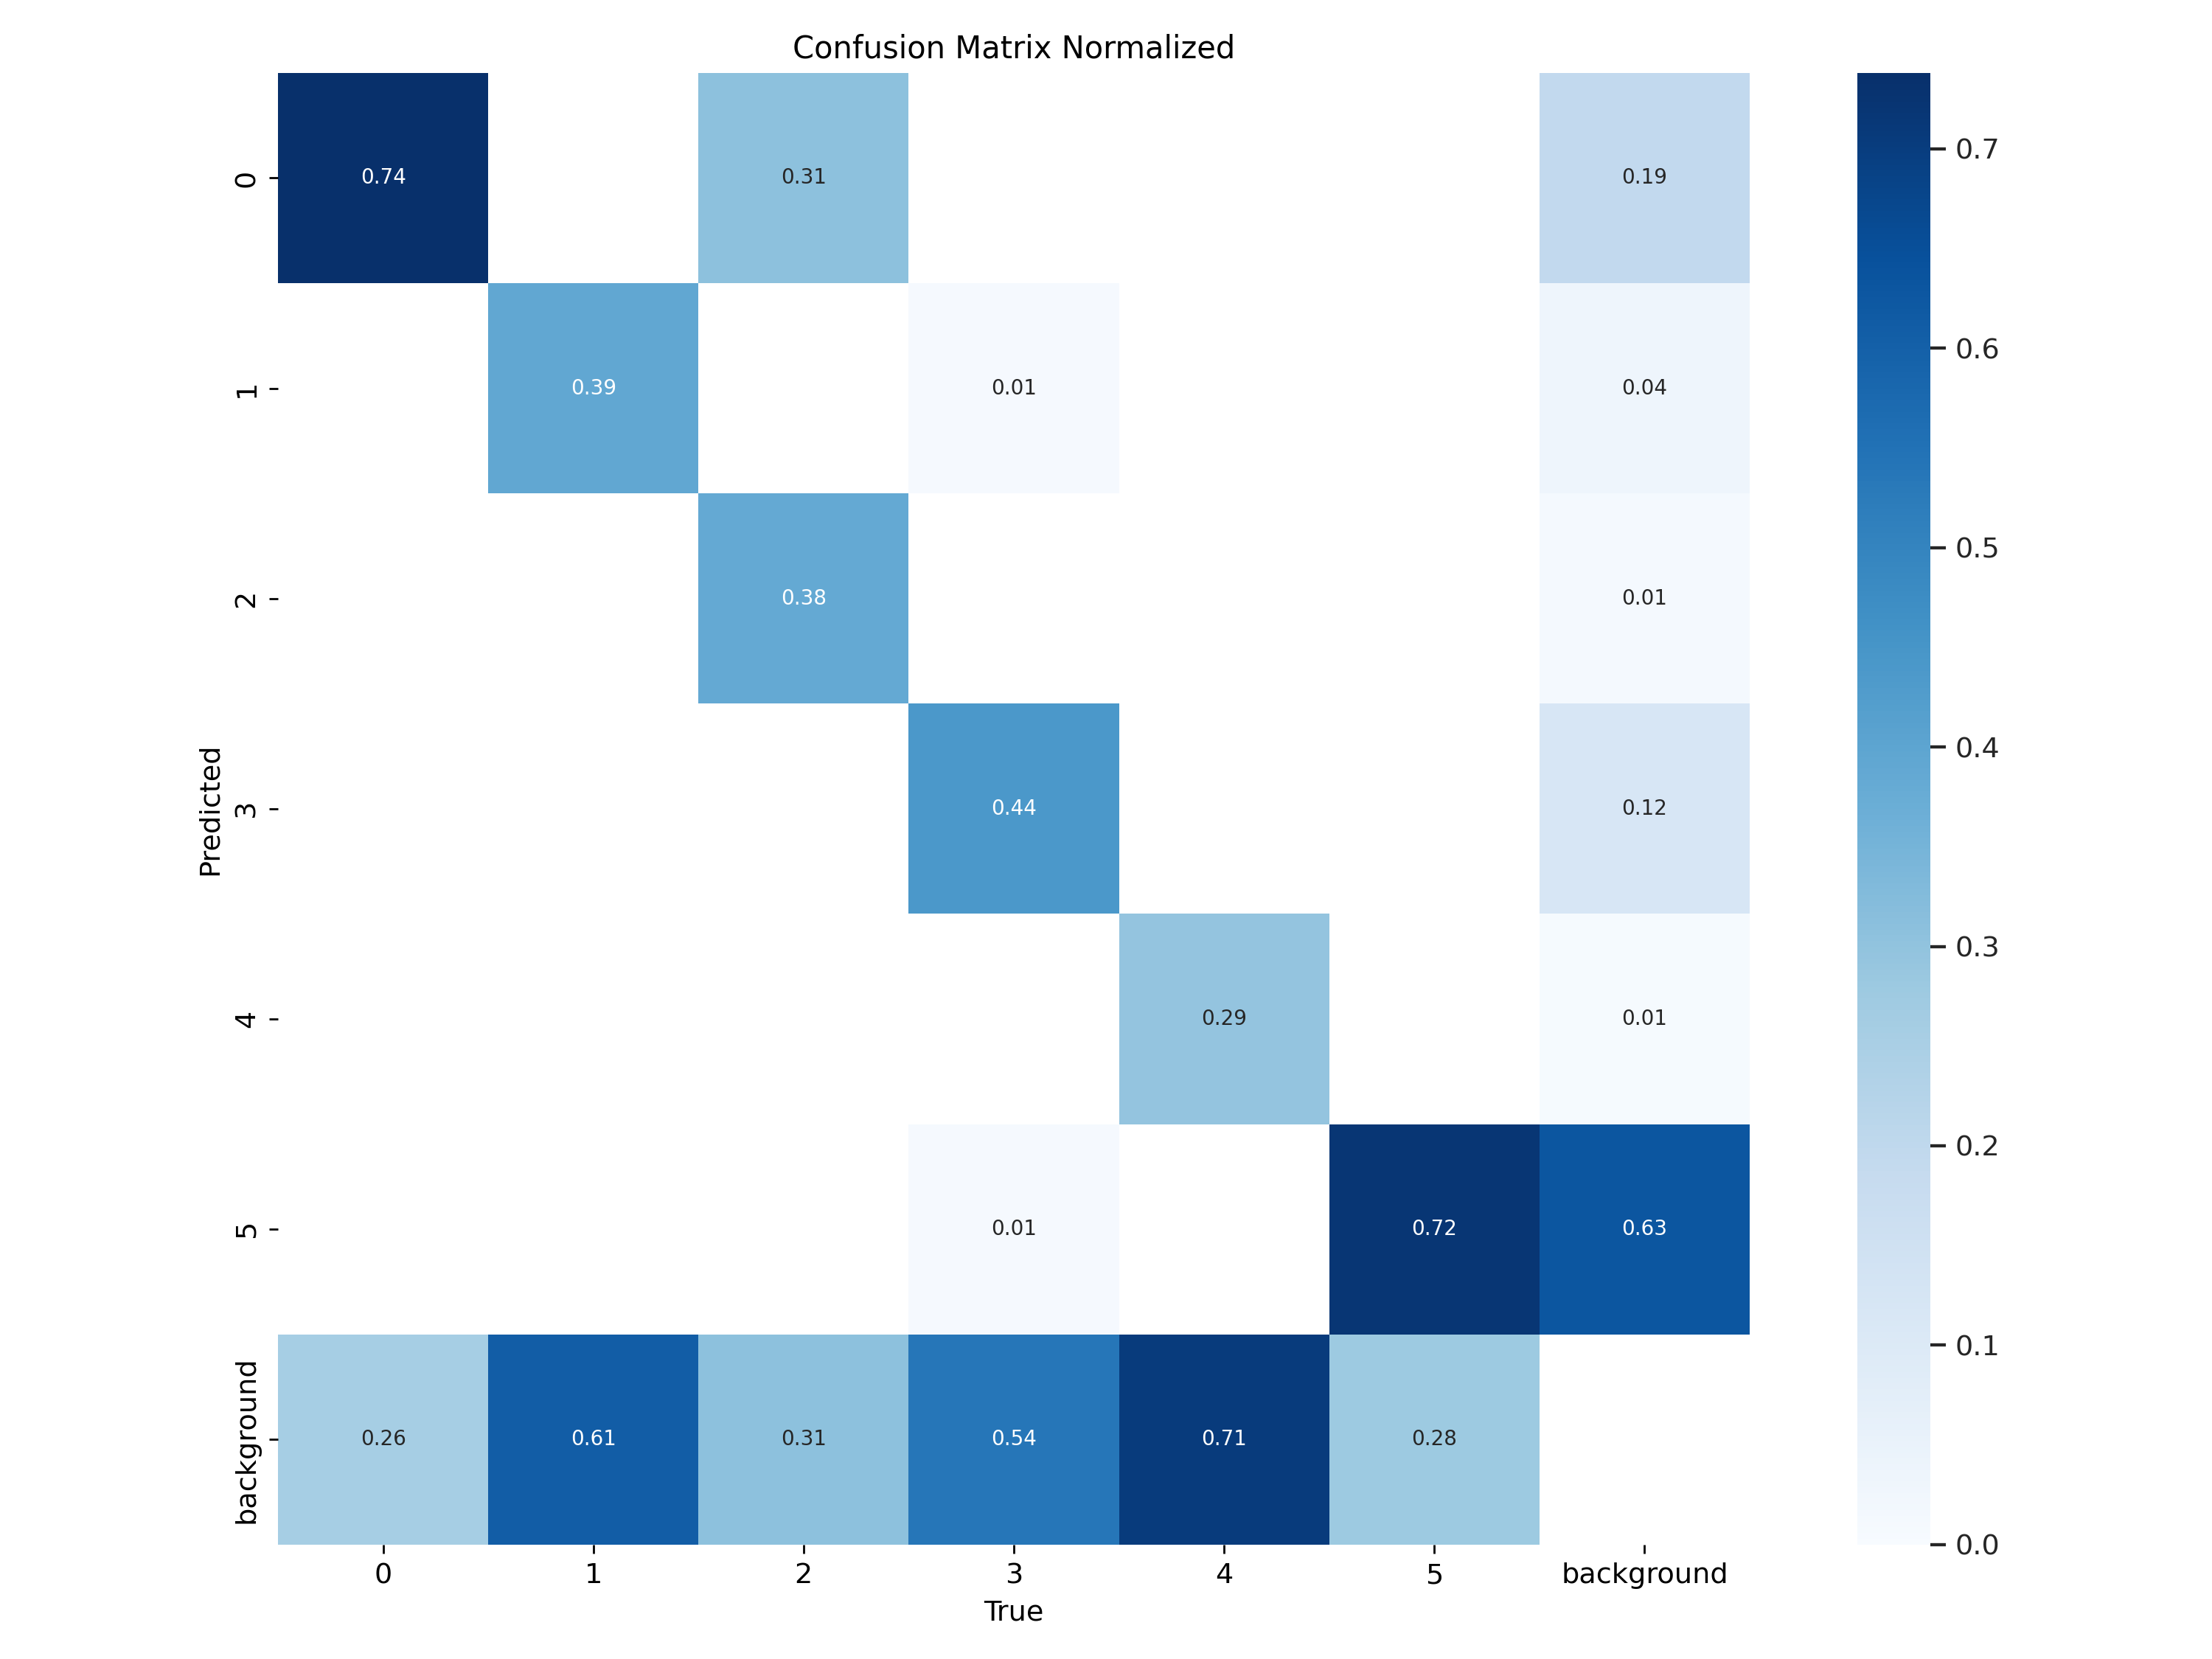 Confusion Matrix Normalized
0 0.74 0.31 0.19
1 0.39 0.01 0.04
2 0.38 0.01
3 0.44 0.12
4 0.29 0.01
5 0.01 0.72 0.63
background 0.26 0.61 0.31 0.54 0.71 0.28
0 1 2 3 4 5 background
True
Predicted
0.7
0.6
0.5
0.4
0.3
0.2
0.1
0.0